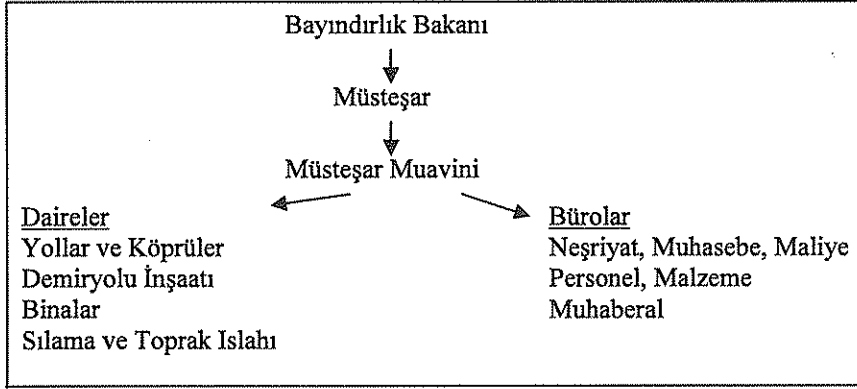 Bayındırlık Bakanı
Müsteşar
Müsteşar Muavini
Daireler
Yollar ve Köprüler
Demiryolu İnşaatı
Binalar
Sılama ve Toprak Islahı
Bürolar
Neşriyat, Muhasebe, Maliye
Personel, Malzeme
Muhaberal